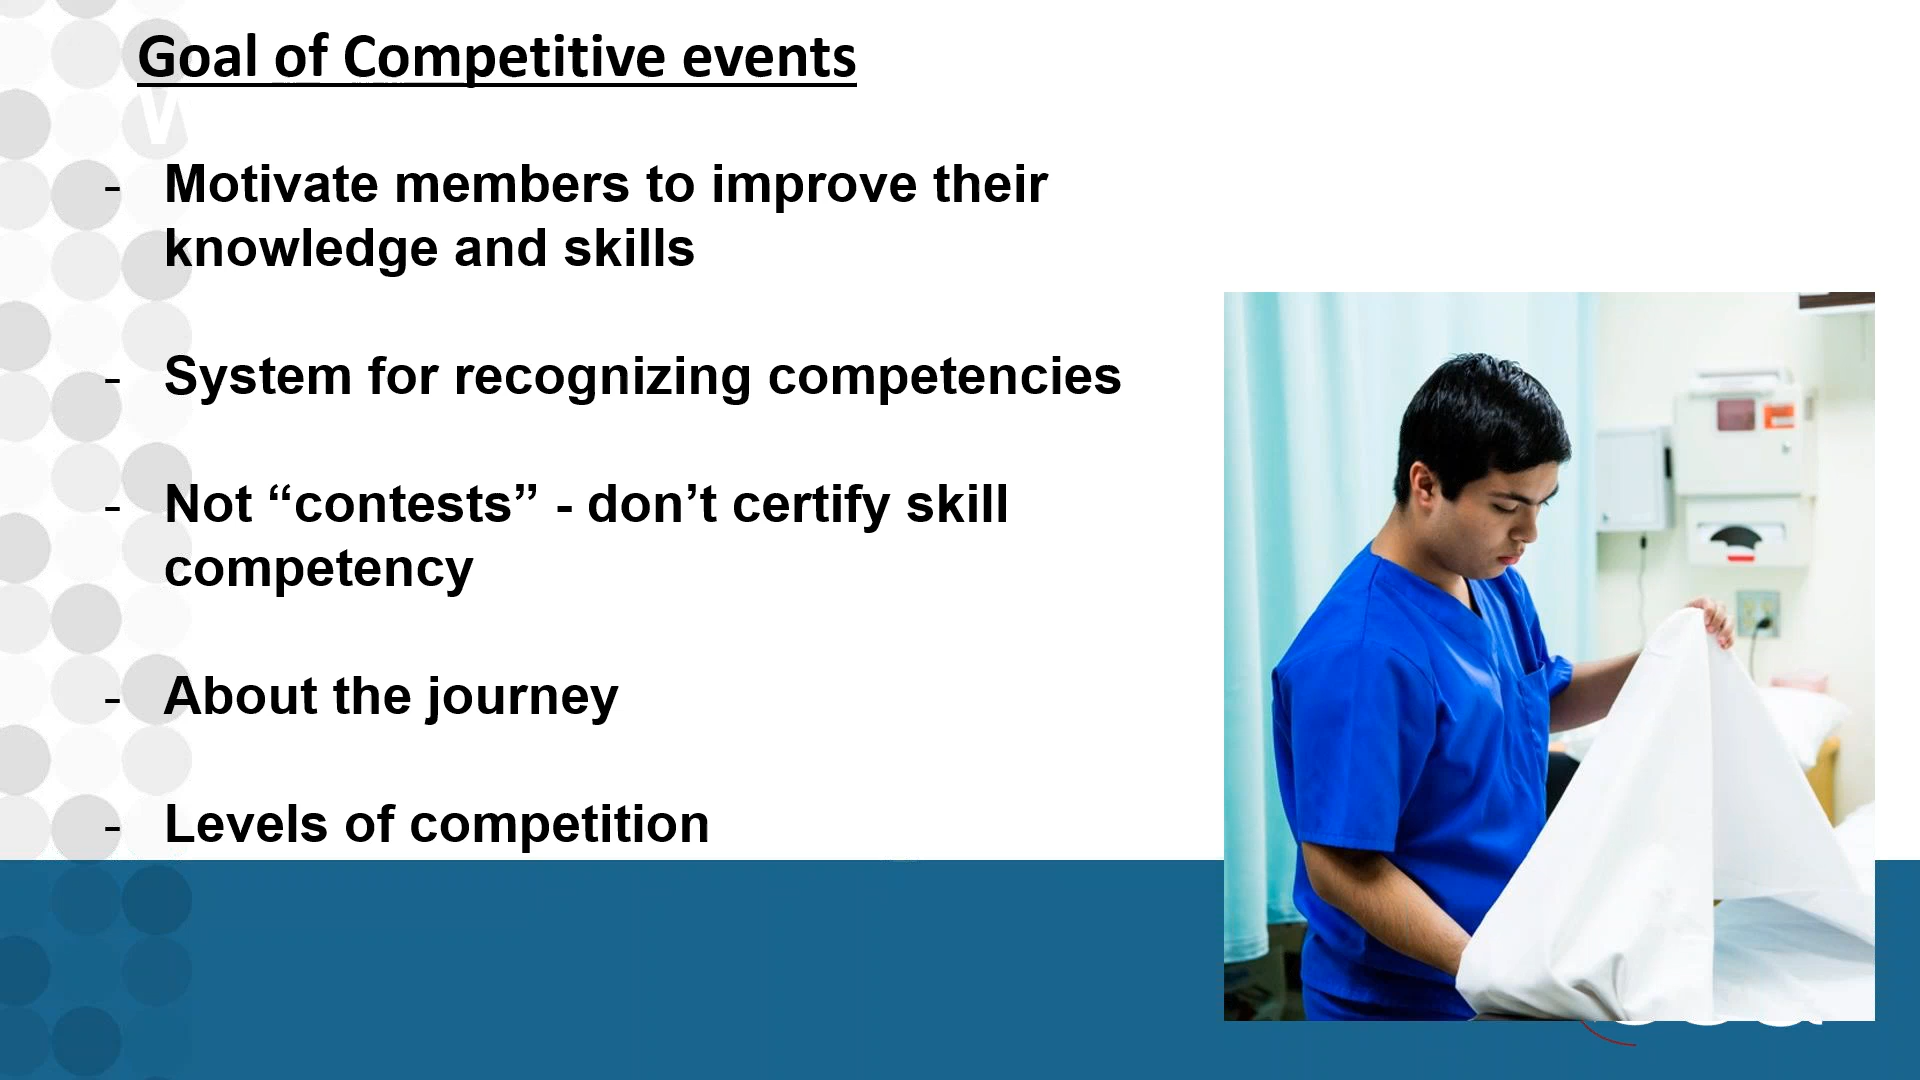 Goal of Competitive events
- Motivate members to improve their
knowledge and skills
- System for recognizing competencies
- Not “contests” - don’t certify skill
competency
- About the journey
- Levels of competition